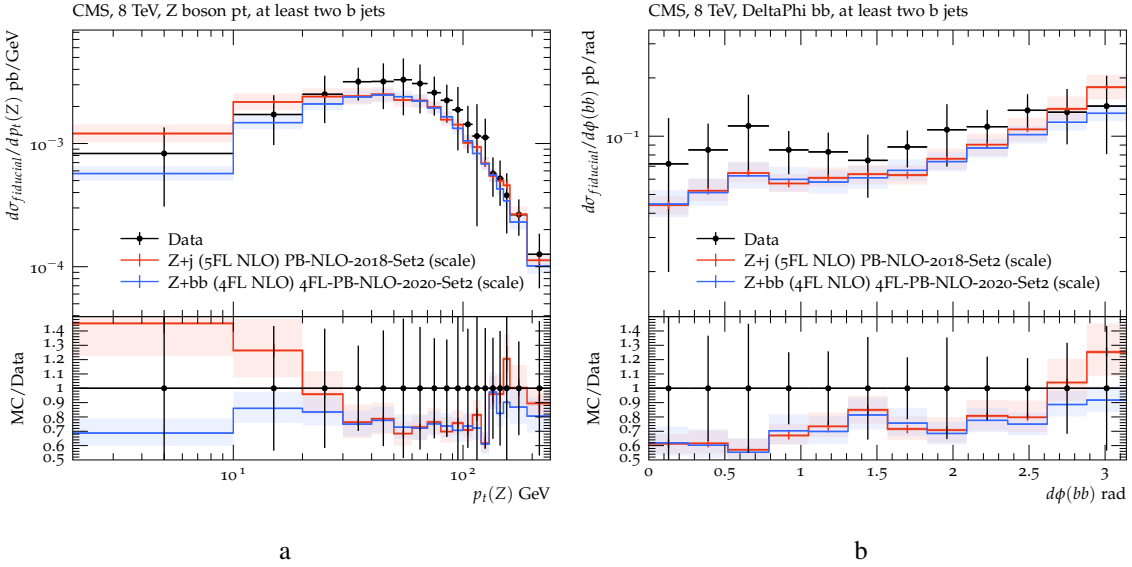 CMS, 8 TeV, Z boson pt, at least two b jets
dσ_fiducial/dp_t(Z) pb/GeV
10^−3
10^−4
Data
Z+j (5FL NLO) PB-NLO-2018-Set2 (scale)
Z+bb (4FL NLO) 4FL-PB-NLO-2020-Set2 (scale)
MC/Data
1.4
1.3
1.2
1.1
1
0.9
0.8
0.7
0.6
0.5
10^1
10^2
p_t(Z) GeV
a
CMS, 8 TeV, DeltaPhi bb, at least two b jets
dσ_fiducial/dϕ(bb) pb/rad
10^−1
Data
Z+j (5FL NLO) PB-NLO-2018-Set2 (scale)
Z+bb (4FL NLO) 4FL-PB-NLO-2020-Set2 (scale)
MC/Data
1.4
1.3
1.2
1.1
1
0.9
0.8
0.7
0.6
0.5
0 0.5 1 1.5 2 2.5 3
dϕ(bb) rad
b